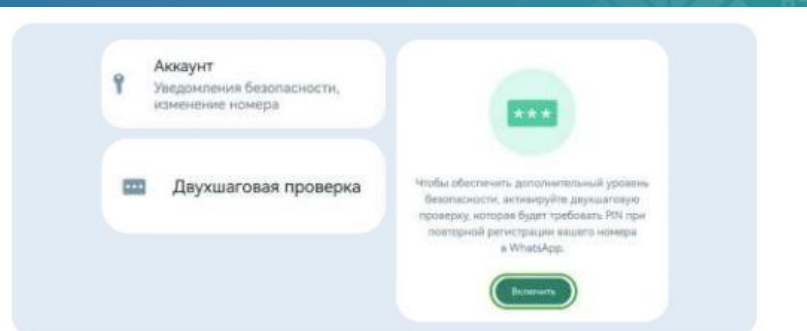 Аккаунт
Уведомления безопасности,
изменение номера
Двухшаговая проверка
***
Чтобы обеспечить дополнительный уровень
безопасности, активируйте двухшаговую
проверку, которая будет требовать PIN при
повторной регистрации вашего номера
в WhatsApp.
Включить